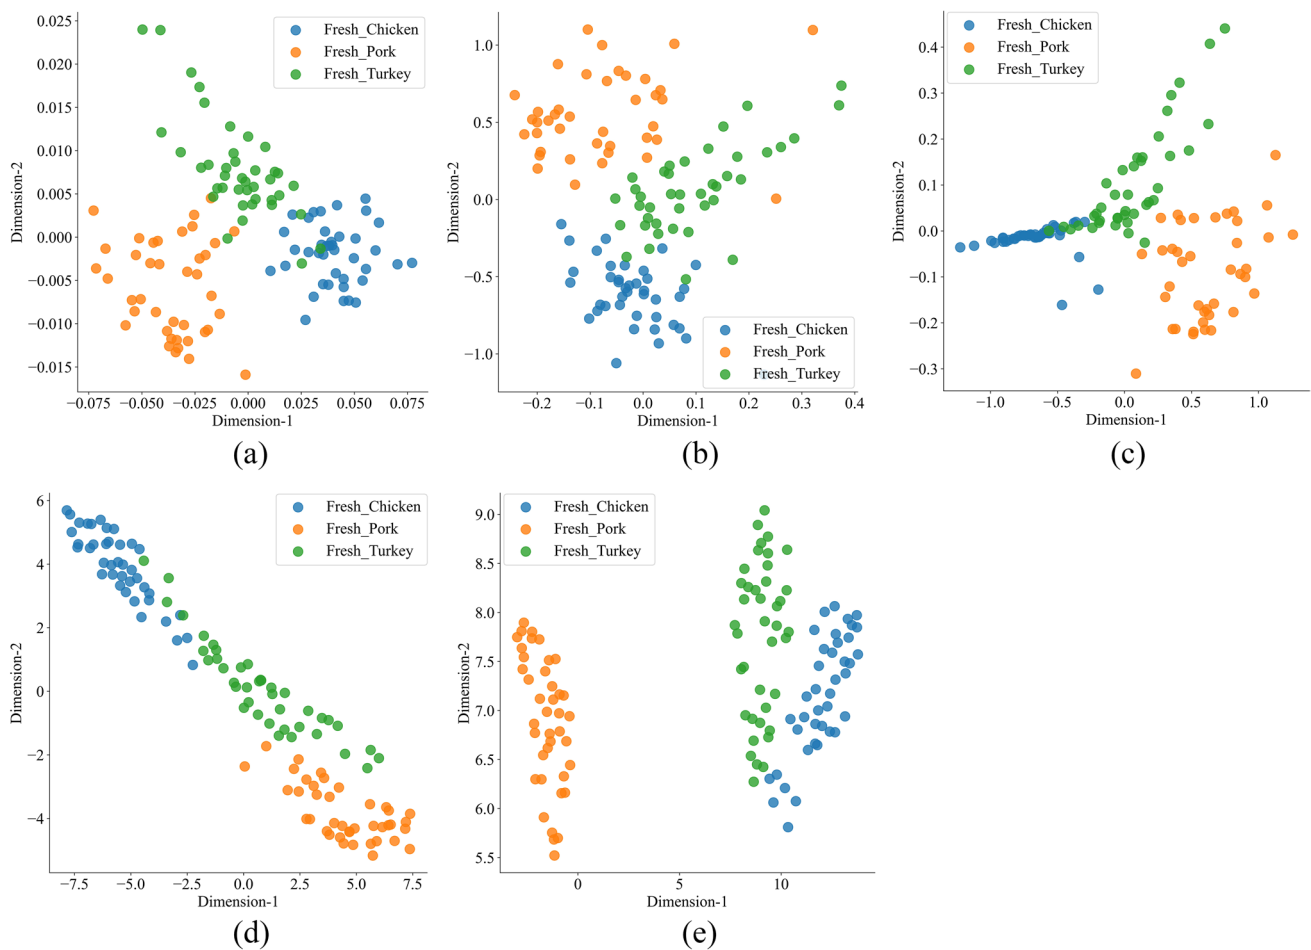 Fresh_Chicken
Fresh_Pork
Fresh_Turkey
0.025
0.020
0.015
0.010
0.005
0.000
−0.005
−0.010
−0.015
Dimension-2
−0.075 −0.050 −0.025 0.000 0.025 0.050 0.075
Dimension-1
(a)
1.0
0.5
0.0
−0.5
−1.0
Dimension-2
Fresh_Chicken
Fresh_Pork
Fresh_Turkey
−0.2 −0.1 0.0 0.1 0.2 0.3 0.4
Dimension-1
(b)
Fresh_Chicken
Fresh_Pork
Fresh_Turkey
0.4
0.3
0.2
0.1
0.0
−0.1
−0.2
−0.3
Dimension-2
−1.0 −0.5 0.0 0.5 1.0
Dimension-1
(c)
Fresh_Chicken
Fresh_Pork
Fresh_Turkey
6
4
2
0
−2
−4
Dimension-2
−7.5 −5.0 −2.5 0.0 2.5 5.0 7.5
Dimension-1
(d)
Fresh_Chicken
Fresh_Pork
Fresh_Turkey
9.0
8.5
8.0
7.5
7.0
6.5
6.0
5.5
Dimension-2
0 5 10
Dimension-1
(e)